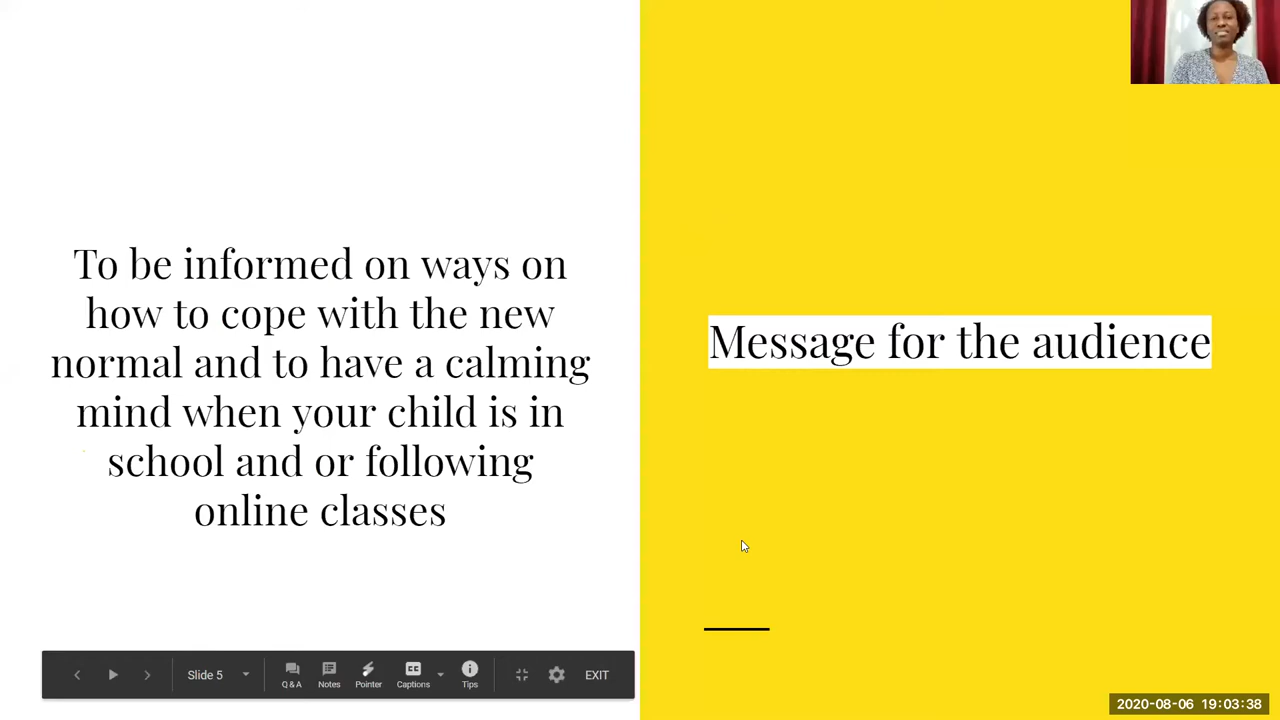 To be informed on ways on
how to cope with the new
normal and to have a calming
mind when your child is in
school and or following
online classes
Message for the audience
Slide 5
Q & A
Notes
Pointer
CC
Captions
Tips
EXIT
2020-08-06 19:03:38